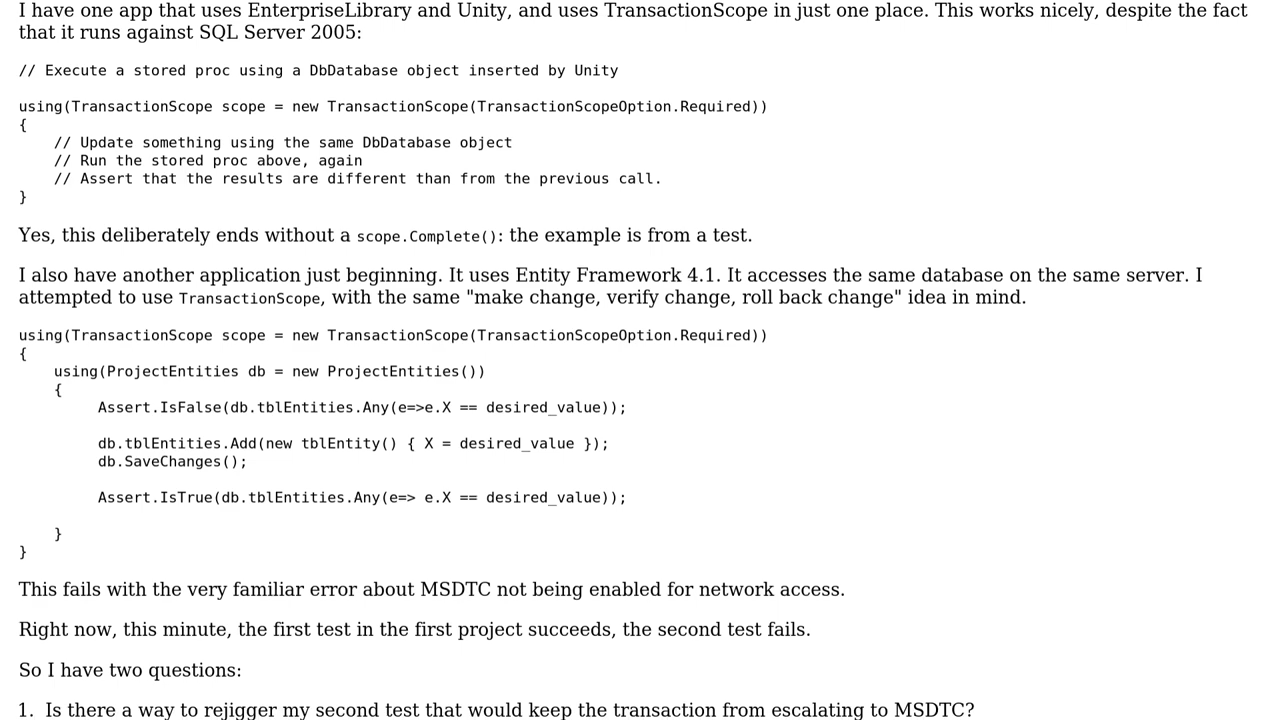 I have one app that uses EnterpriseLibrary and Unity, and uses TransactionScope in just one place. This works nicely, despite the fact
that it runs against SQL Server 2005:
// Execute a stored proc using a DbDatabase object inserted by Unity
using(TransactionScope scope = new TransactionScope(TransactionScopeOption.Required))
{
    // Update something using the same DbDatabase object
    // Run the stored proc above, again
    // Assert that the results are different than from the previous call.
}
Yes, this deliberately ends without a scope.Complete(): the example is from a test.
I also have another application just beginning. It uses Entity Framework 4.1. It accesses the same database on the same server. I
attempted to use TransactionScope, with the same "make change, verify change, roll back change" idea in mind.
using(TransactionScope scope = new TransactionScope(TransactionScopeOption.Required))
{
    using(ProjectEntities db = new ProjectEntities())
    {
         Assert.IsFalse(db.tblEntities.Any(e=>e.X == desired_value));
         db.tblEntities.Add(new tblEntity() { X = desired_value });
         db.SaveChanges();
         Assert.IsTrue(db.tblEntities.Any(e=> e.X == desired_value));
    }
}
This fails with the very familiar error about MSDTC not being enabled for network access.
Right now, this minute, the first test in the first project succeeds, the second test fails.
So I have two questions:
1. Is there a way to rejigger my second test that would keep the transaction from escalating to MSDTC?